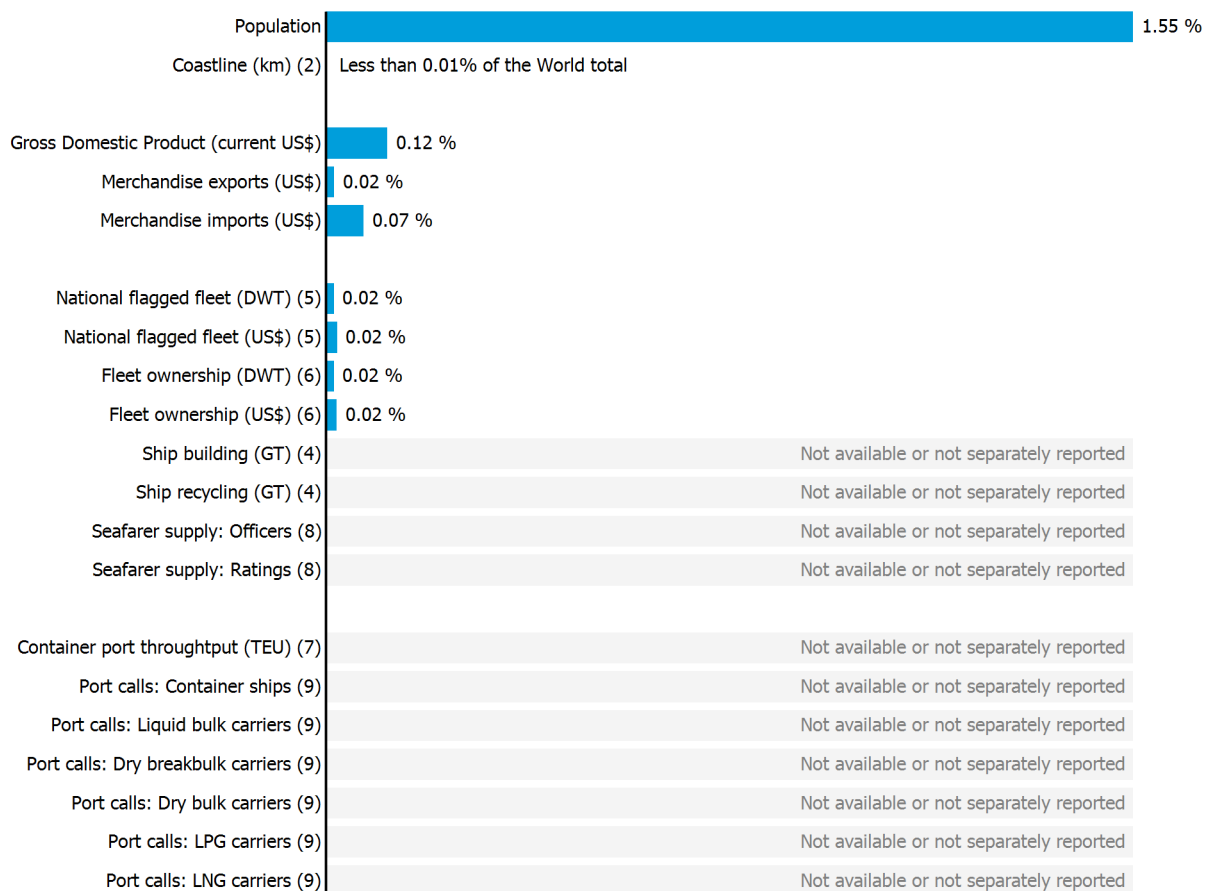 Population 1.55 %
Coastline (km) (2) Less than 0.01% of the World total
Gross Domestic Product (current US$) 0.12 %
Merchandise exports (US$) 0.02 %
Merchandise imports (US$) 0.07 %
National flagged fleet (DWT) (5) 0.02 %
National flagged fleet (US$) (5) 0.02 %
Fleet ownership (DWT) (6) 0.02 %
Fleet ownership (US$) (6) 0.02 %
Ship building (GT) (4) Not available or not separately reported
Ship recycling (GT) (4) Not available or not separately reported
Seafarer supply: Officers (8) Not available or not separately reported
Seafarer supply: Ratings (8) Not available or not separately reported
Container port throughtput (TEU) (7) Not available or not separately reported
Port calls: Container ships (9) Not available or not separately reported
Port calls: Liquid bulk carriers (9) Not available or not separately reported
Port calls: Dry breakbulk carriers (9) Not available or not separately reported
Port calls: Dry bulk carriers (9) Not available or not separately reported
Port calls: LPG carriers (9) Not available or not separately reported
Port calls: LNG carriers (9) Not available or not separately reported